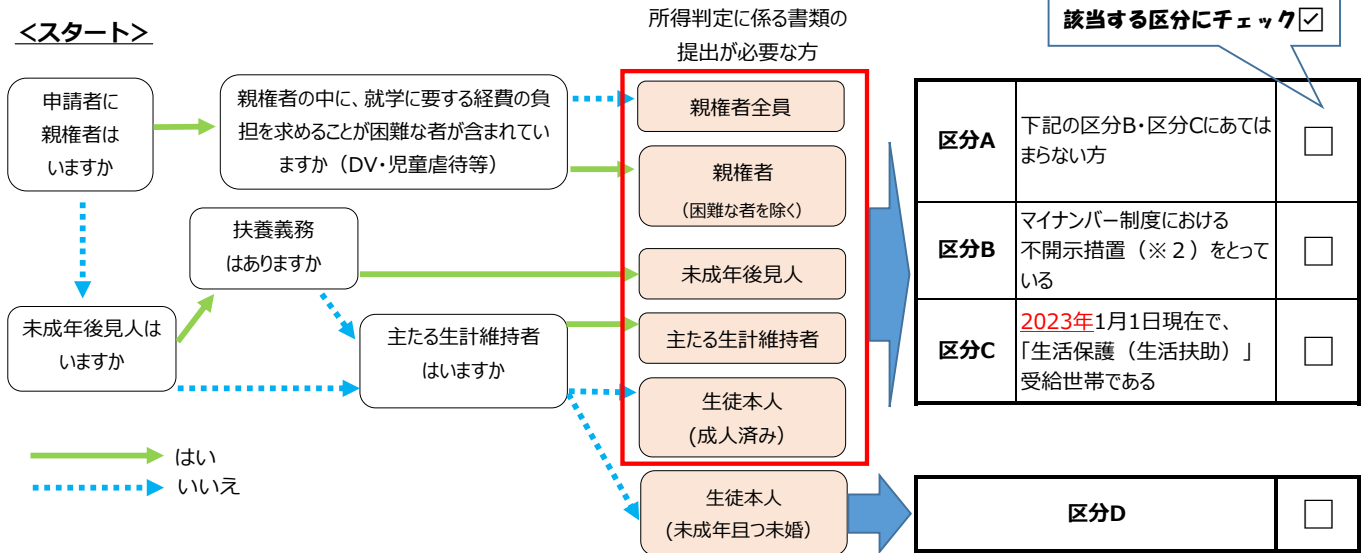 <スタート>
所得判定に係る書類の
提出が必要な方
該当する区分にチェック☑
申請者に
親権者は
いますか
親権者の中に、就学に要する経費の負
担を求めることが困難な者が含まれてい
ますか（DV・児童虐待等）
親権者全員
親権者
（困難な者を除く）
扶養義務
はありますか
未成年後見人
未成年後見人は
いますか
主たる生計維持者
はいますか
主たる生計維持者
生徒本人
(成人済み）
生徒本人
(未成年且つ未婚）
はい
いいえ
区分A
下記の区分B・区分Cにあては
まらない方
□
区分B
マイナンバー制度における
不開示措置（※２）をとって
いる
□
区分C
2023年1月1日現在で、
「生活保護（生活扶助）」
受給世帯である
□
区分D
□